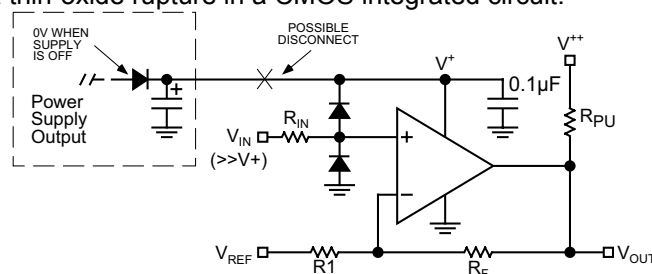 thin oxide rupture in a CMOS integrated circuit.
0V WHEN
SUPPLY
IS OFF
POSSIBLE
DISCONNECT
V++
V+
0.1µF
+
Power
Supply
Output
RIN
RPU
VIN
(>>V+)
+
−
VREF
R1
RF
VOUT